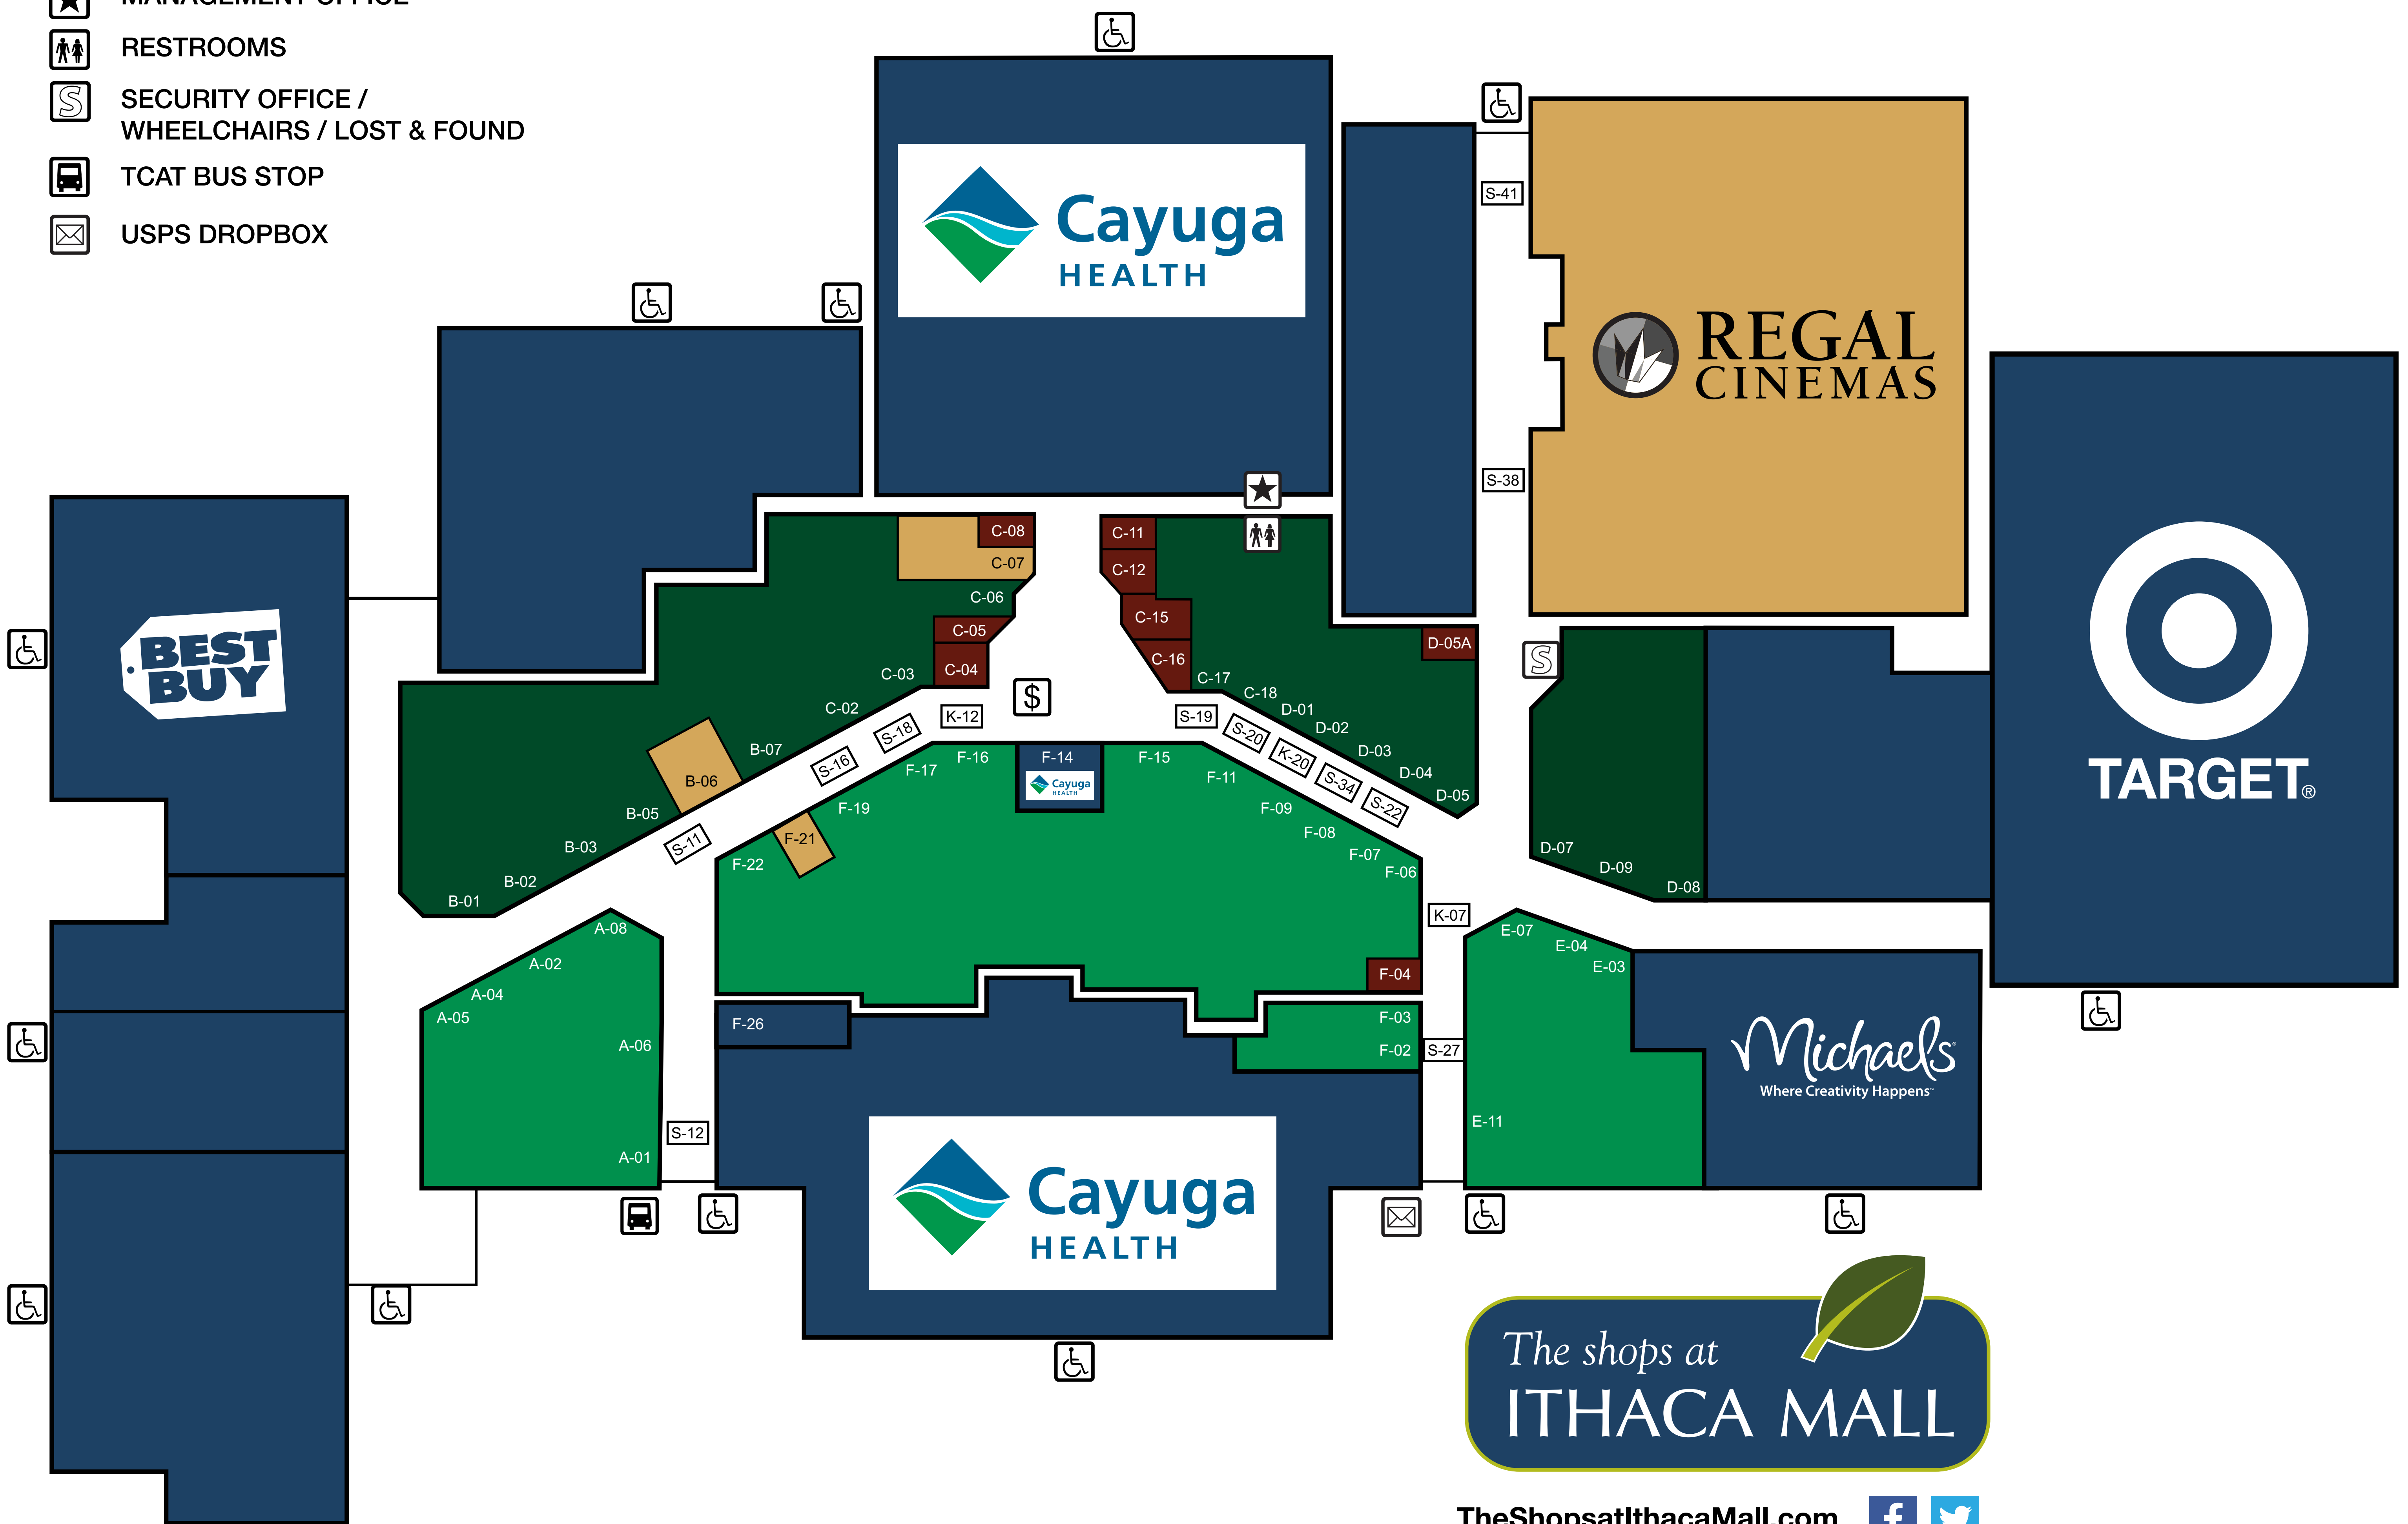 MANAGEMENT OFFICE
RESTROOMS
S
SECURITY OFFICE /
WHEELCHAIRS / LOST & FOUND
TCAT BUS STOP
USPS DROPBOX
Cayuga
HEALTH
S-41
REGAL
CINEMAS
S-38
C-08
C-07
C-06
C-05
C-04
C-03
C-02
C-11
C-12
C-15
C-16
C-17
C-18
D-01
D-02
D-03
D-04
D-05
D-05A
S
BEST
BUY
TARGET®
$
K-12
S-18
S-16
S-11
S-19
S-20
K-20
S-34
S-22
B-07
B-06
B-05
B-03
B-02
B-01
F-16
F-14
Cayuga
HEALTH
F-15
F-17
F-11
F-19
F-09
F-21
F-08
F-22
F-07
F-06
D-07
D-09
D-08
K-07
A-08
A-02
A-04
A-05
A-06
A-01
E-07
E-04
E-03
F-04
F-26
F-03
F-02
S-27
S-12
E-11
Michaels®
Where Creativity Happens™
Cayuga
HEALTH
The shops at
ITHACA MALL
TheShopsatIthacaMall.com
f